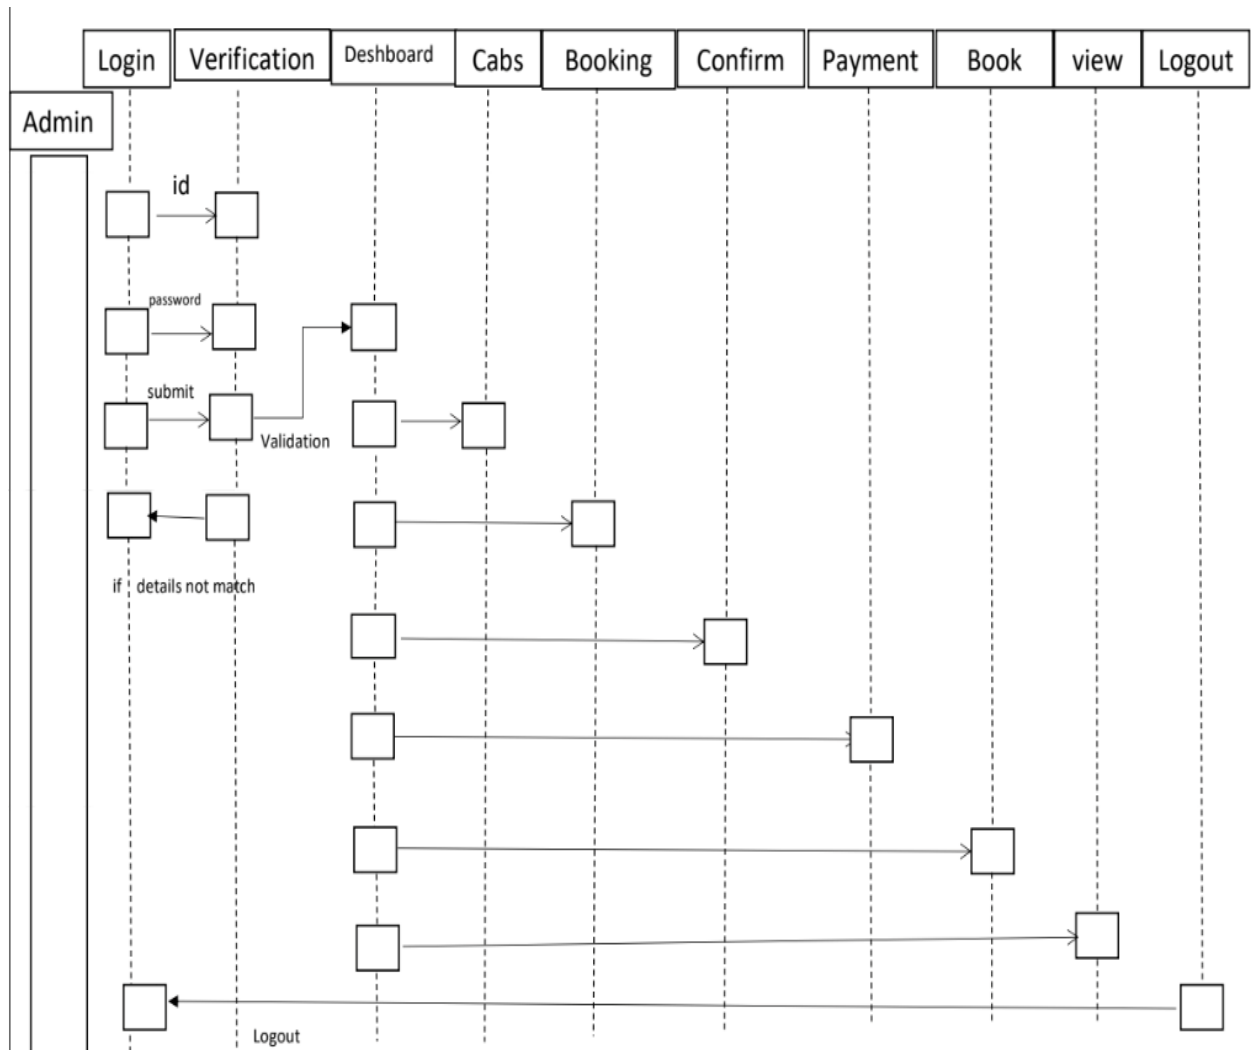 Login
Verification
Deshboard
Cabs
Booking
Confirm
Payment
Book
view
Logout
Admin
id
password
submit
Validation
if details not match
Logout